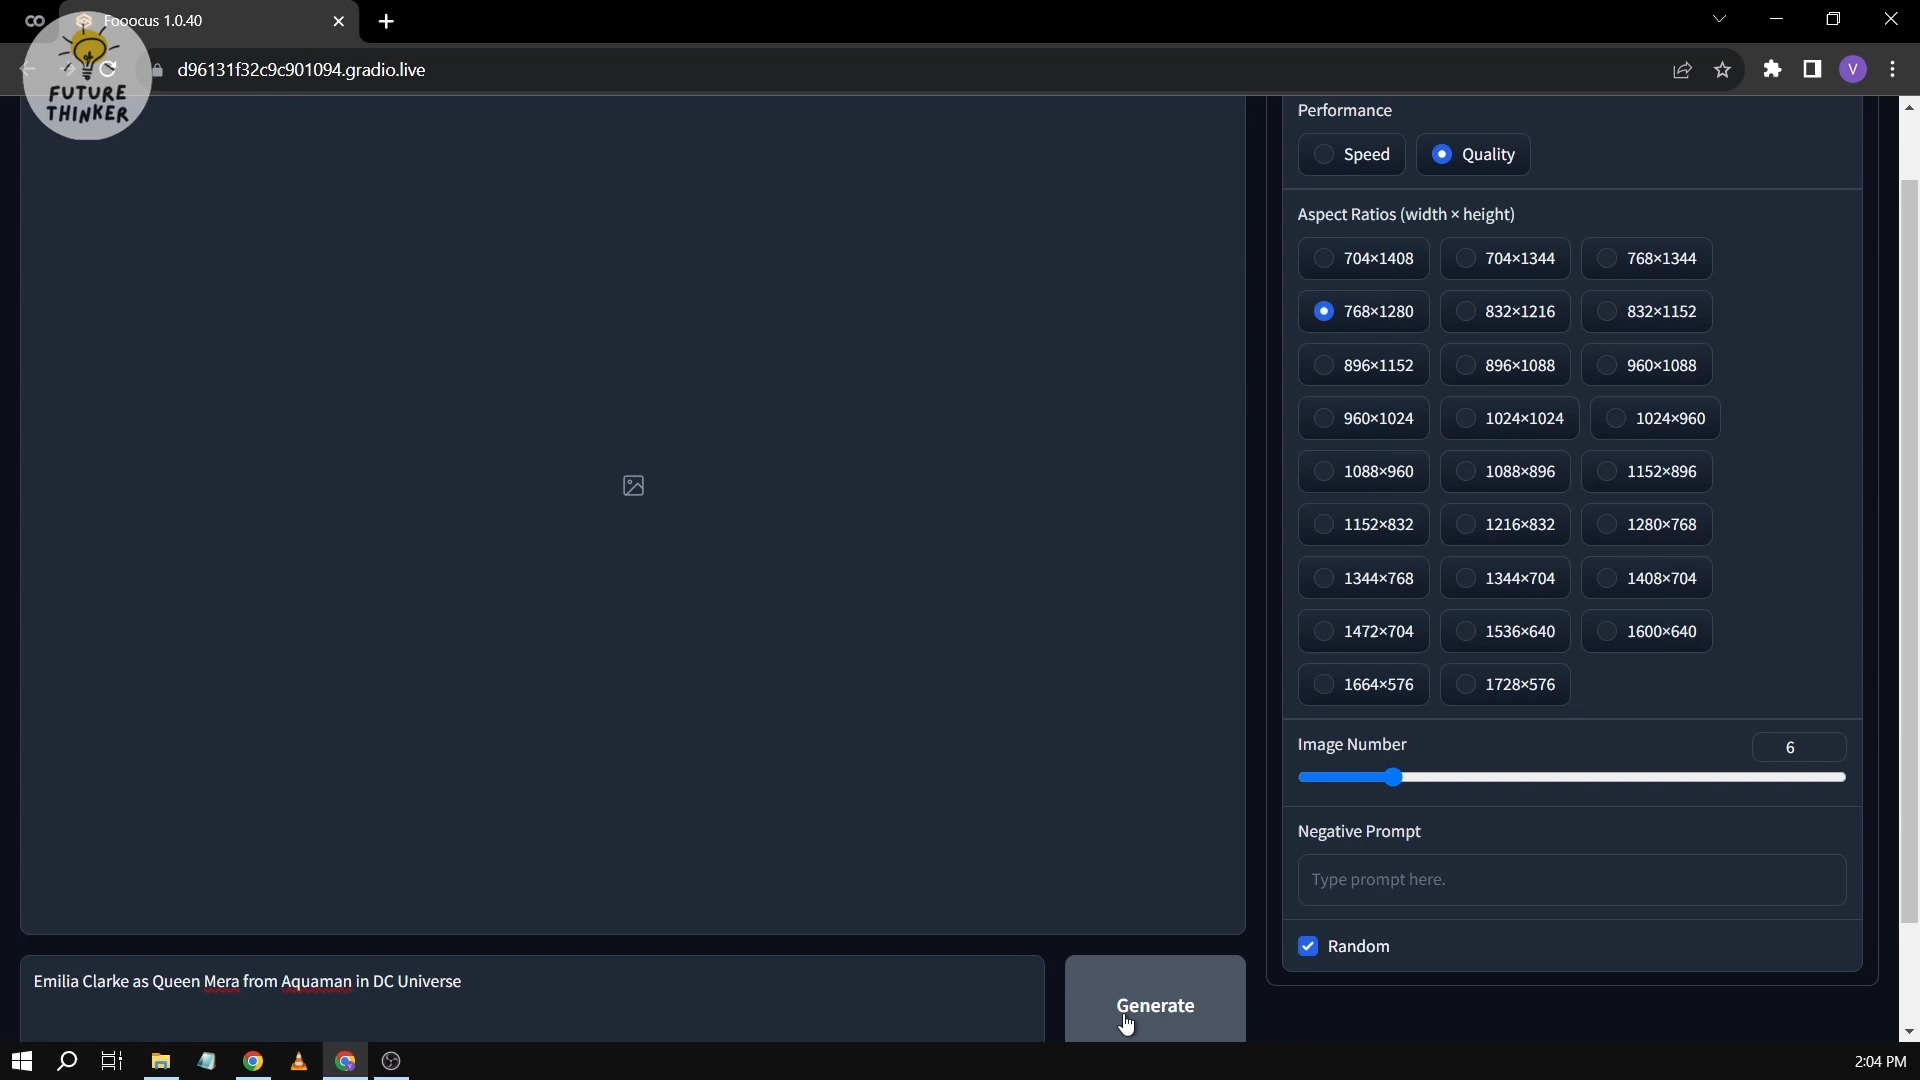 Fooocus 1.0.40
d96131f32c9c901094.gradio.live
V
FUTURE
THINKER
Performance
Speed
Quality
Aspect Ratios (width × height)
704×1408
704×1344
768×1344
768×1280
832×1216
832×1152
896×1152
896×1088
960×1088
960×1024
1024×1024
1024×960
1088×960
1088×896
1152×896
1152×832
1216×832
1280×768
1344×768
1344×704
1408×704
1472×704
1536×640
1600×640
1664×576
1728×576
Image Number
6
Negative Prompt
Type prompt here.
Random
Emilia Clarke as Queen Mera from Aquaman in DC Universe
Generate
2:04 PM